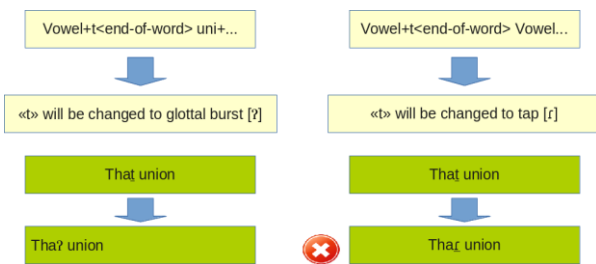 Vowel+t<end-of-word> uni+...
Vowel+t<end-of-word> Vowel...
«t» will be changed to glottal burst [ʔ]
«t» will be changed to tap [ɾ]
That̲ union
That̲ union
Thaʔ union
Thaɾ̲ union